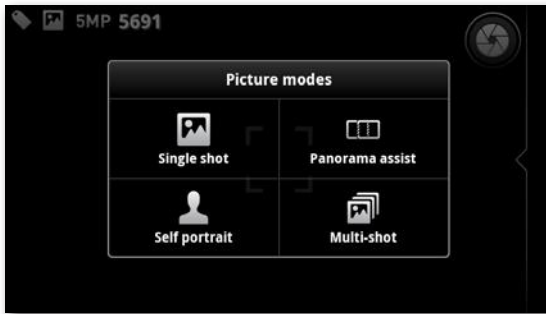 5MP 5691
Picture modes
Single shot
Panorama assist
Self portrait
Multi-shot